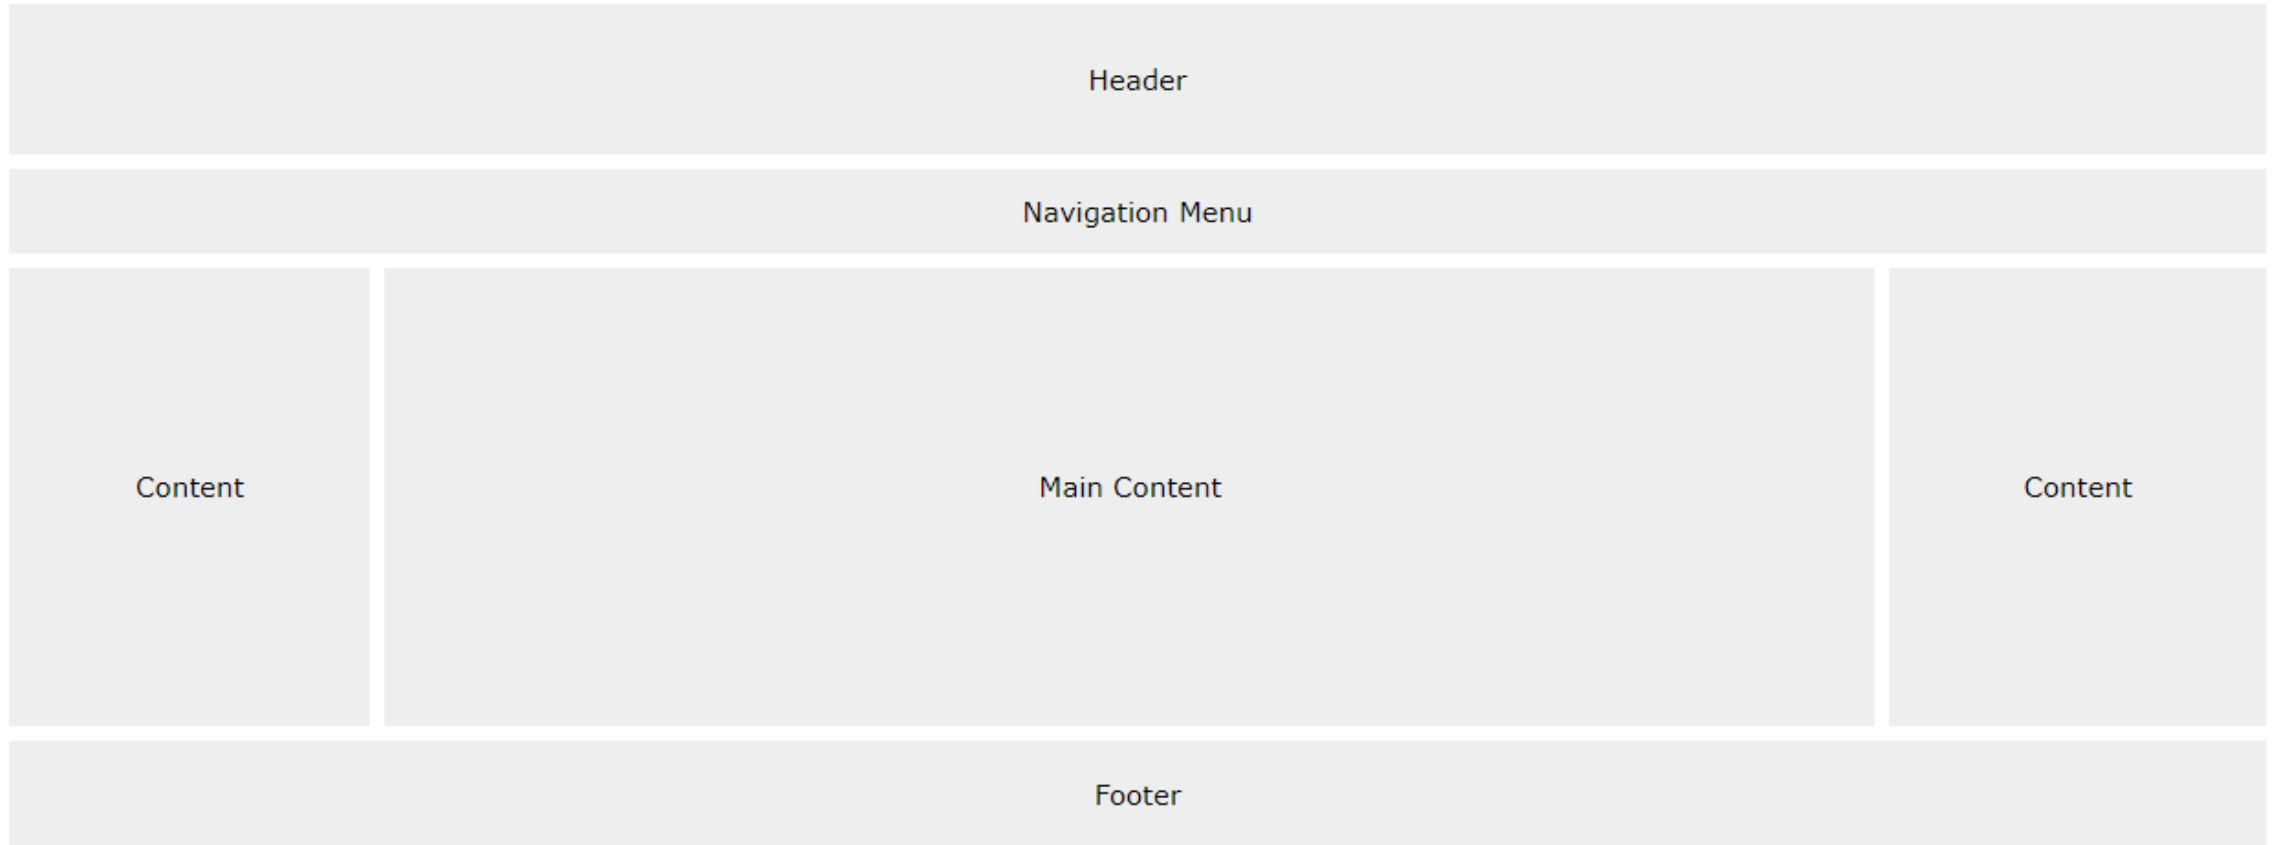 Header
Navigation Menu
Content
Main Content
Content
Footer